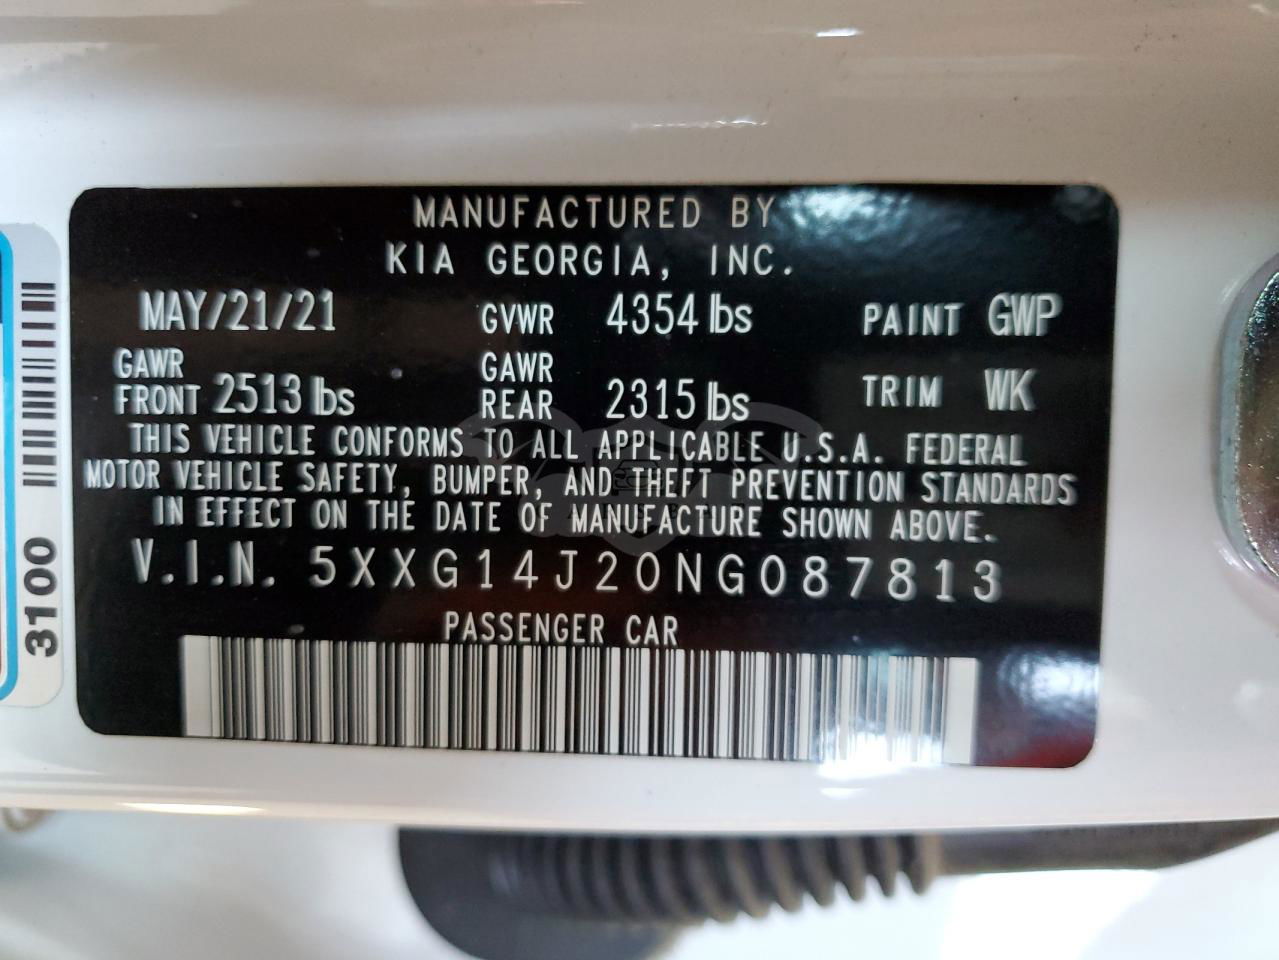 MANUFACTURED BY
KIA GEORGIA, INC.
MAY/21/21 GVWR 4354 lbs PAINT GWP
GAWR FRONT 2513 lbs GAWR REAR 2315 lbs TRIM WK
THIS VEHICLE CONFORMS TO ALL APPLICABLE U.S.A. FEDERAL
MOTOR VEHICLE SAFETY, BUMPER, AND THEFT PREVENTION STANDARDS
IN EFFECT ON THE DATE OF MANUFACTURE SHOWN ABOVE.
V.I.N. 5XXG14J20NG087813
PASSENGER CAR
3100